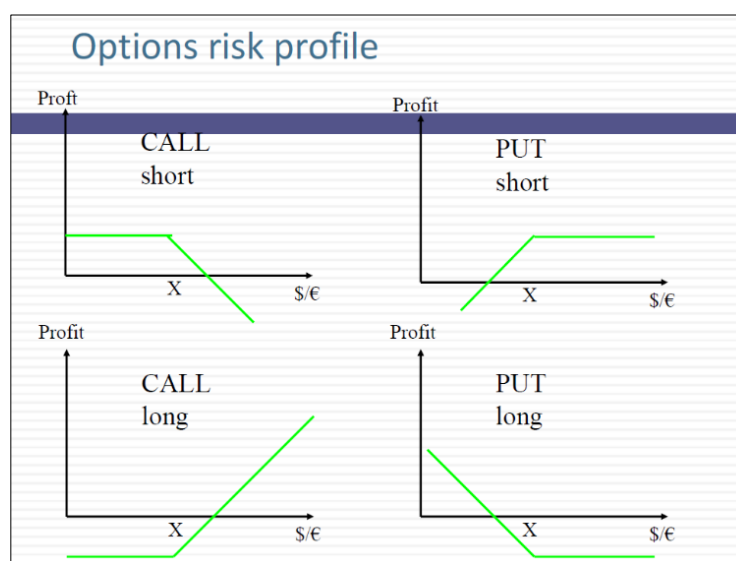 Options risk profile
Proft
CALL
short
X
$/€
Profit
PUT
short
X
$/€
Profit
CALL
long
X
$/€
Profit
PUT
long
X
$/€